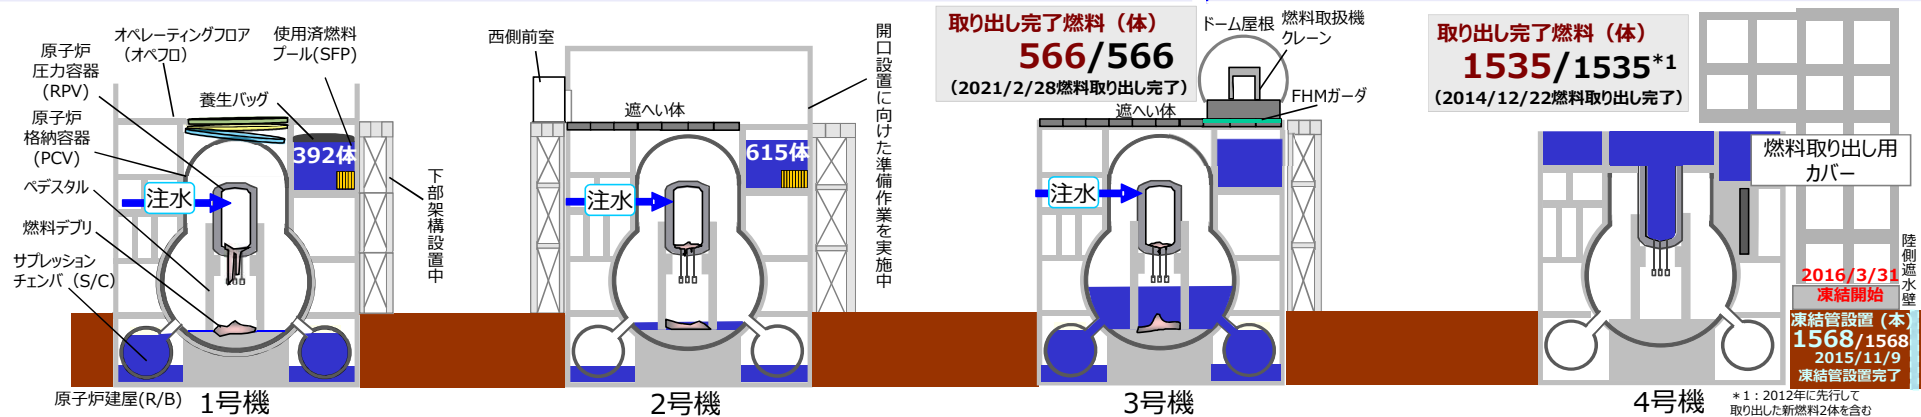 原子炉
圧力容器
(RPV)
原子炉
格納容器
(PCV)
ペデスタル
燃料デブリ
サプレッション
チェンバ (S/C)
原子炉建屋(R/B)
オペレーティングフロア
(オペフロ)
養生バッグ
使用済燃料
プール(SFP)
392体
注水
下部架構設置中
1号機
西側前室
遮へい体
615体
注水
開口設置に向けた準備作業を実施中
2号機
取り出し完了燃料（体）
566/566
(2021/2/28燃料取り出し完了)
ドーム屋根
燃料取扱機
クレーン
FHMガーダ
遮へい体
注水
3号機
取り出し完了燃料（体）
1535/1535*1
(2014/12/22燃料取り出し完了)
燃料取り出し用
カバー
陸側遮水壁
2016/3/31
凍結開始
凍結管設置 (本)
1568/1568
2015/11/9
凍結管設置完了
4号機
＊1：2012年に先行して
取り出した新燃料2体を含む